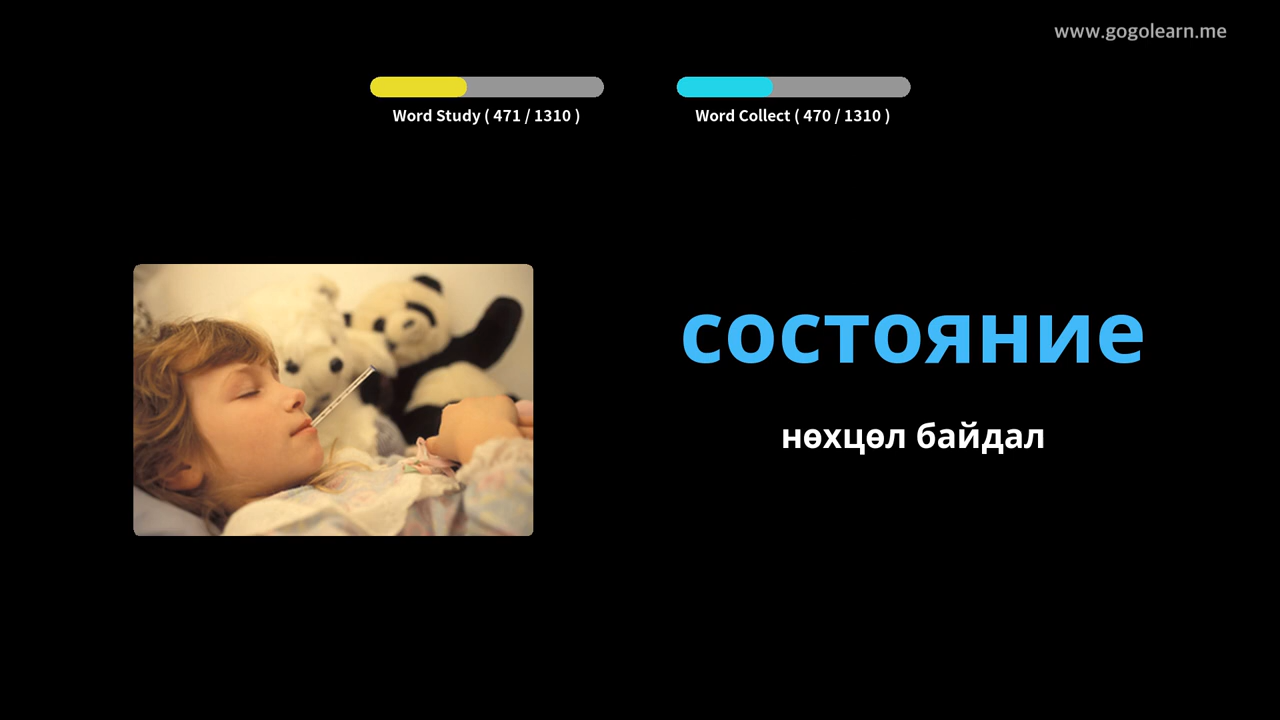 www.gogolearn.me
Word Study ( 471 / 1310 )
Word Collect ( 470 / 1310 )
состояние
нөхцөл байдал